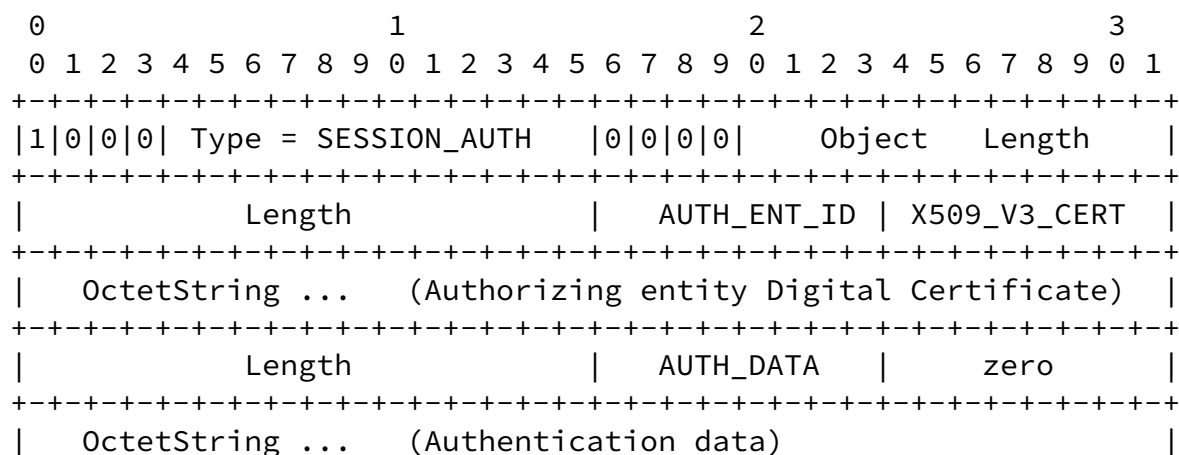 0                   1                   2                   3
 0 1 2 3 4 5 6 7 8 9 0 1 2 3 4 5 6 7 8 9 0 1 2 3 4 5 6 7 8 9 0 1
+-+-+-+-+-+-+-+-+-+-+-+-+-+-+-+-+-+-+-+-+-+-+-+-+-+-+-+-+-+-+-+-+
|1|0|0|0| Type = SESSION_AUTH   |0|0|0|0|    Object   Length    |
+-+-+-+-+-+-+-+-+-+-+-+-+-+-+-+-+-+-+-+-+-+-+-+-+-+-+-+-+-+-+-+-+
|            Length             |   AUTH_ENT_ID | X509_V3_CERT  |
+-+-+-+-+-+-+-+-+-+-+-+-+-+-+-+-+-+-+-+-+-+-+-+-+-+-+-+-+-+-+-+-+
|   OctetString ...   (Authorizing entity Digital Certificate)  |
+-+-+-+-+-+-+-+-+-+-+-+-+-+-+-+-+-+-+-+-+-+-+-+-+-+-+-+-+-+-+-+-+
|            Length             |   AUTH_DATA   |     zero      |
+-+-+-+-+-+-+-+-+-+-+-+-+-+-+-+-+-+-+-+-+-+-+-+-+-+-+-+-+-+-+-+-+
|   OctetString ...   (Authentication data)                     |